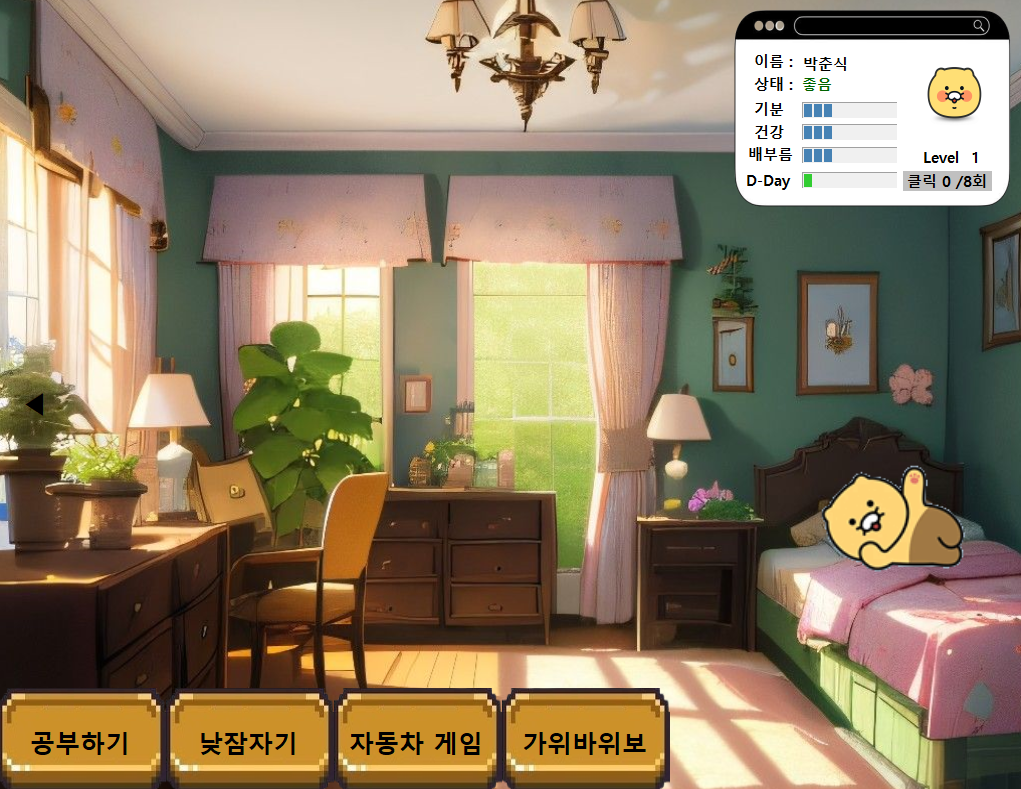 이름 : 박춘식
상태 : 좋음
기분
건강
배부름
Level 1
D-Day 클릭 0 /8회
공부하기 낮잠자기 자동차 게임 가위바위보